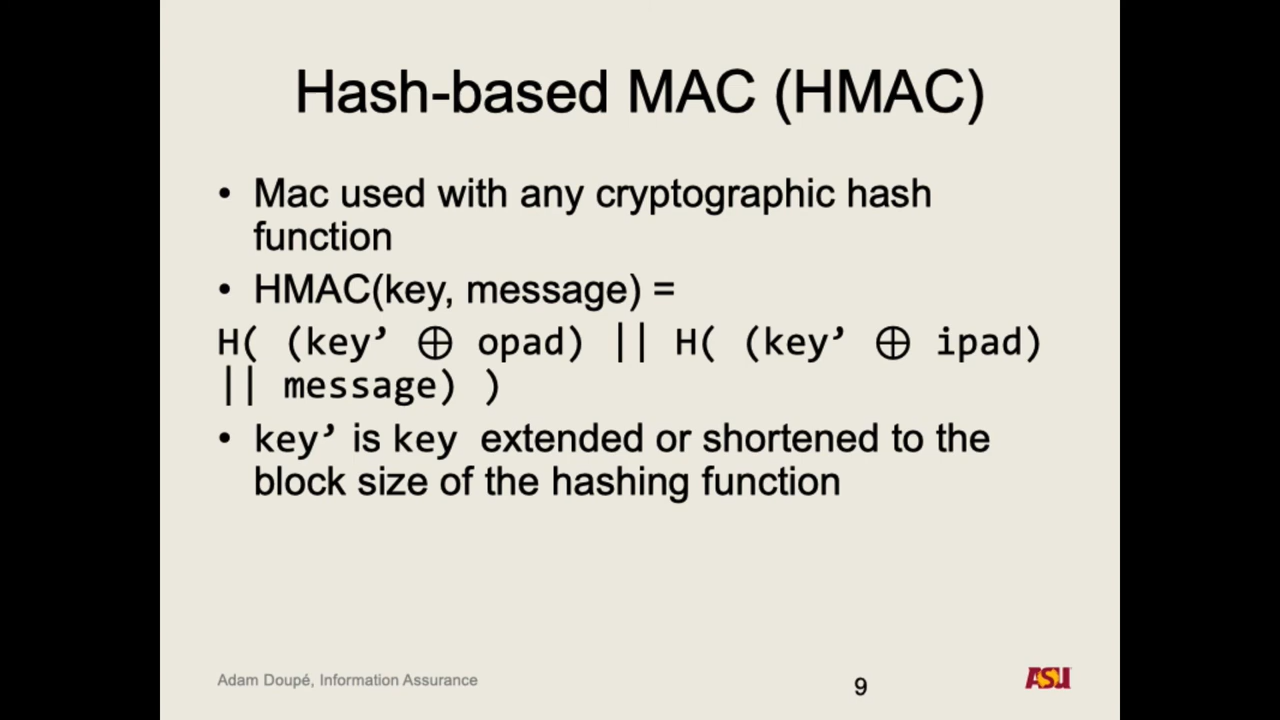 Hash-based MAC (HMAC)
• Mac used with any cryptographic hash
function
• HMAC(key, message) =
H( (key’ ⊕ opad) || H( (key’ ⊕ ipad)
|| message) )
• key’ is key extended or shortened to the
block size of the hashing function
Adam Doupé, Information Assurance
9
ASU